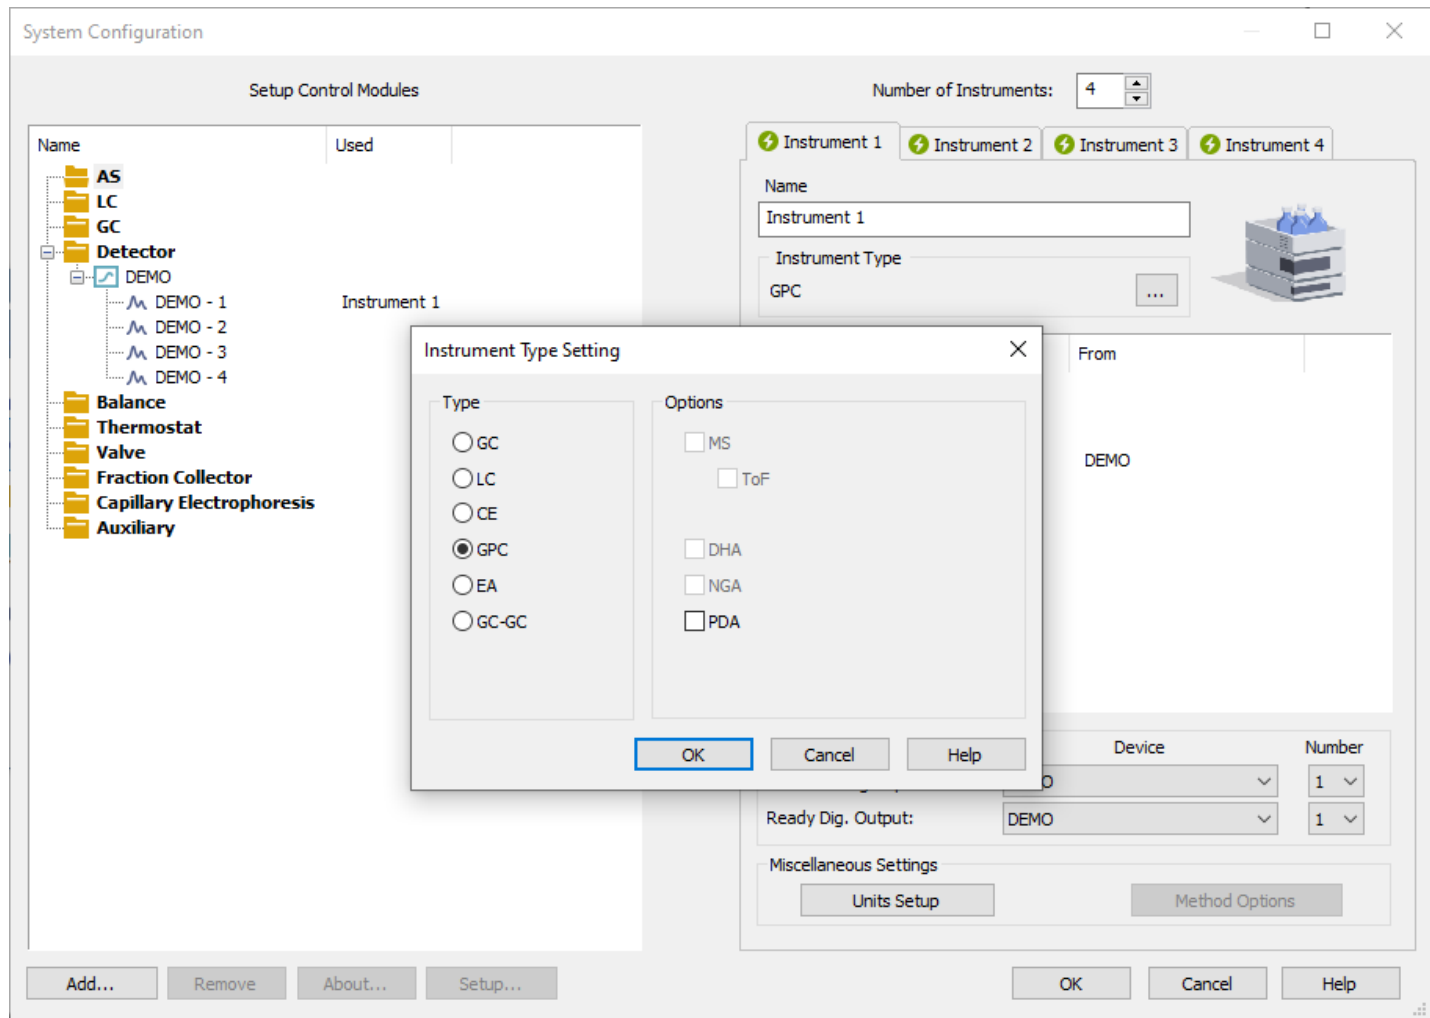 System Configuration
Setup Control Modules
Number of Instruments: 4
Name Used
AS
LC
GC
Detector
DEMO
DEMO - 1 Instrument 1
DEMO - 2
DEMO - 3
DEMO - 4
Balance
Thermostat
Valve
Fraction Collector
Capillary Electrophoresis
Auxiliary
Instrument 1 Instrument 2 Instrument 3 Instrument 4
Name
Instrument 1
Instrument Type
GPC ...
From
DEMO
Instrument Type Setting
Type
GC
LC
CE
GPC
EA
GC-GC
Options
MS
ToF
DHA
NGA
PDA
OK Cancel Help
Device Number
1
Ready Dig. Output: DEMO 1
Miscellaneous Settings
Units Setup Method Options
Add... Remove About... Setup... OK Cancel Help